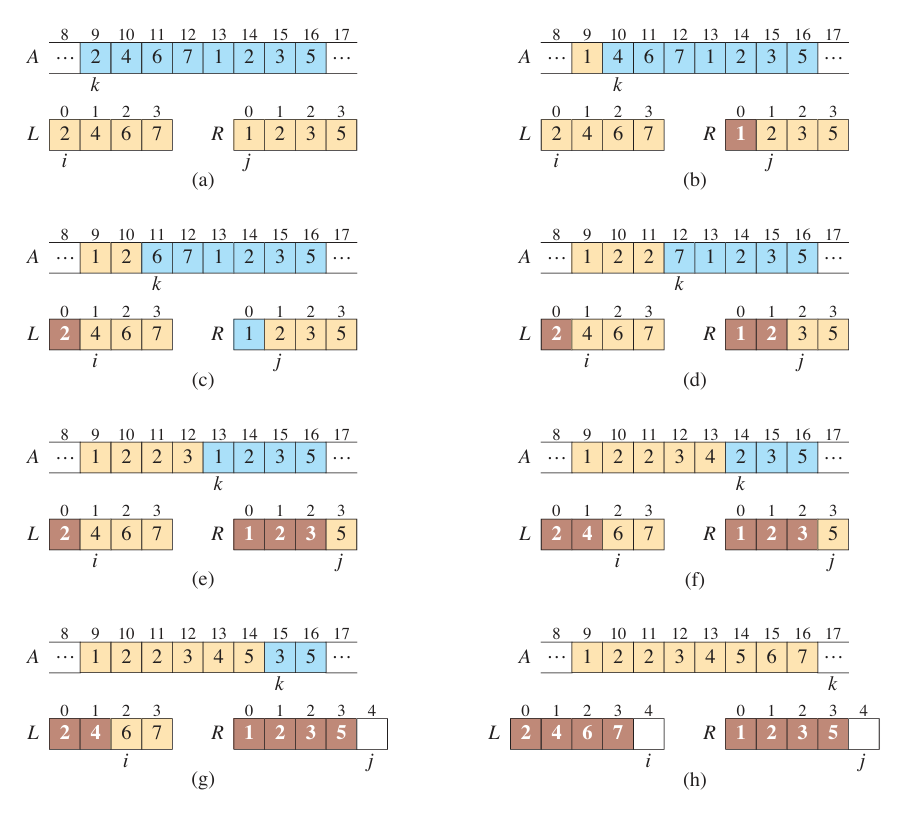 8 9 10 11 12 13 14 15 16 17
A ... 2 4 6 7 1 2 3 5 ...
k
0 1 2 3 0 1 2 3
L 2 4 6 7 R 1 2 3 5
i j
(a)
8 9 10 11 12 13 14 15 16 17
A ... 1 4 6 7 1 2 3 5 ...
k
0 1 2 3 0 1 2 3
L 2 4 6 7 R 1 2 3 5
i j
(b)
8 9 10 11 12 13 14 15 16 17
A ... 1 2 6 7 1 2 3 5 ...
k
0 1 2 3 0 1 2 3
L 2 4 6 7 R 1 2 3 5
i j
(c)
8 9 10 11 12 13 14 15 16 17
A ... 1 2 2 7 1 2 3 5 ...
k
0 1 2 3 0 1 2 3
L 2 4 6 7 R 1 2 3 5
i j
(d)
8 9 10 11 12 13 14 15 16 17
A ... 1 2 2 3 1 2 3 5 ...
k
0 1 2 3 0 1 2 3
L 2 4 6 7 R 1 2 3 5
i j
(e)
8 9 10 11 12 13 14 15 16 17
A ... 1 2 2 3 4 2 3 5 ...
k
0 1 2 3 0 1 2 3
L 2 4 6 7 R 1 2 3 5
i j
(f)
8 9 10 11 12 13 14 15 16 17
A ... 1 2 2 3 4 5 3 5 ...
k
0 1 2 3 0 1 2 3 4
L 2 4 6 7 R 1 2 3 5
i j
(g)
8 9 10 11 12 13 14 15 16 17
A ... 1 2 2 3 4 5 6 7 ...
k
0 1 2 3 4 0 1 2 3 4
L 2 4 6 7 R 1 2 3 5
i j
(h)